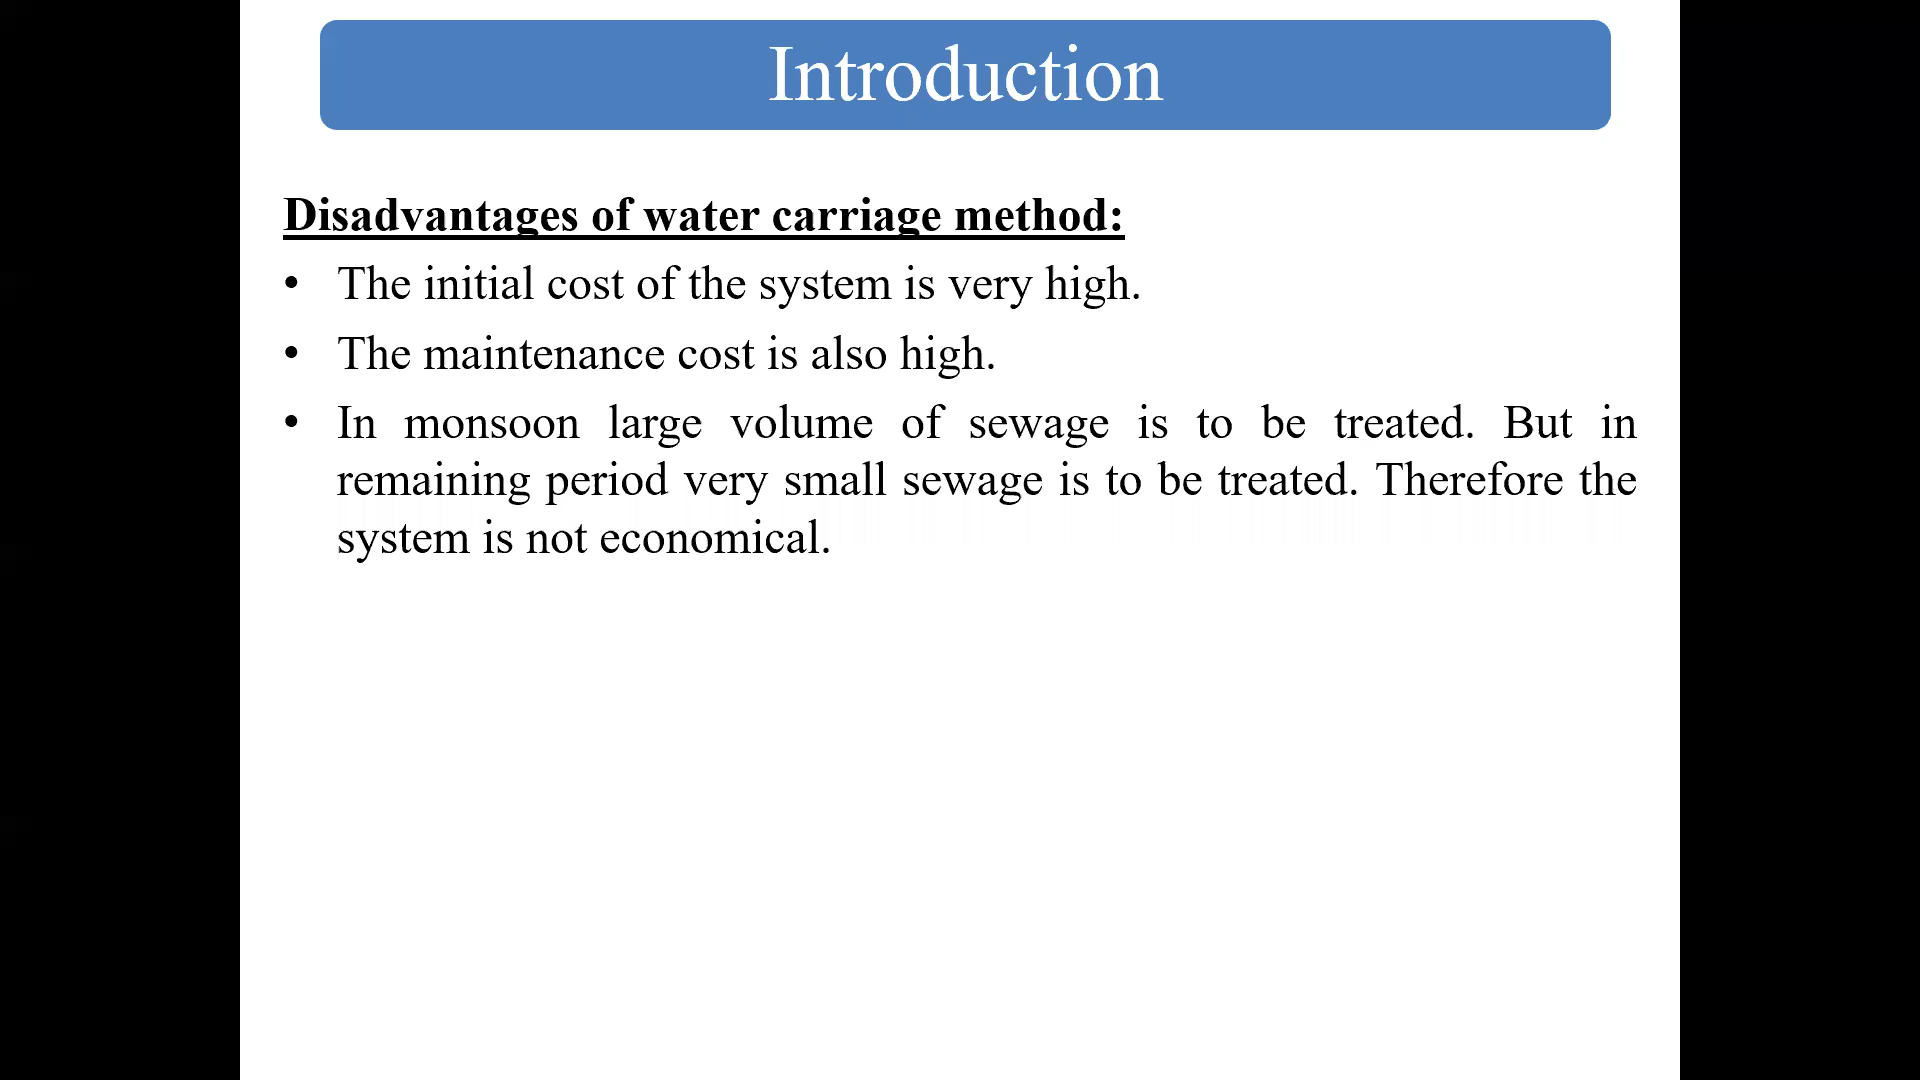 Introduction
Disadvantages of water carriage method:
• The initial cost of the system is very high.
• The maintenance cost is also high.
• In monsoon large volume of sewage is to be treated. But in
remaining period very small sewage is to be treated. Therefore the
system is not economical.